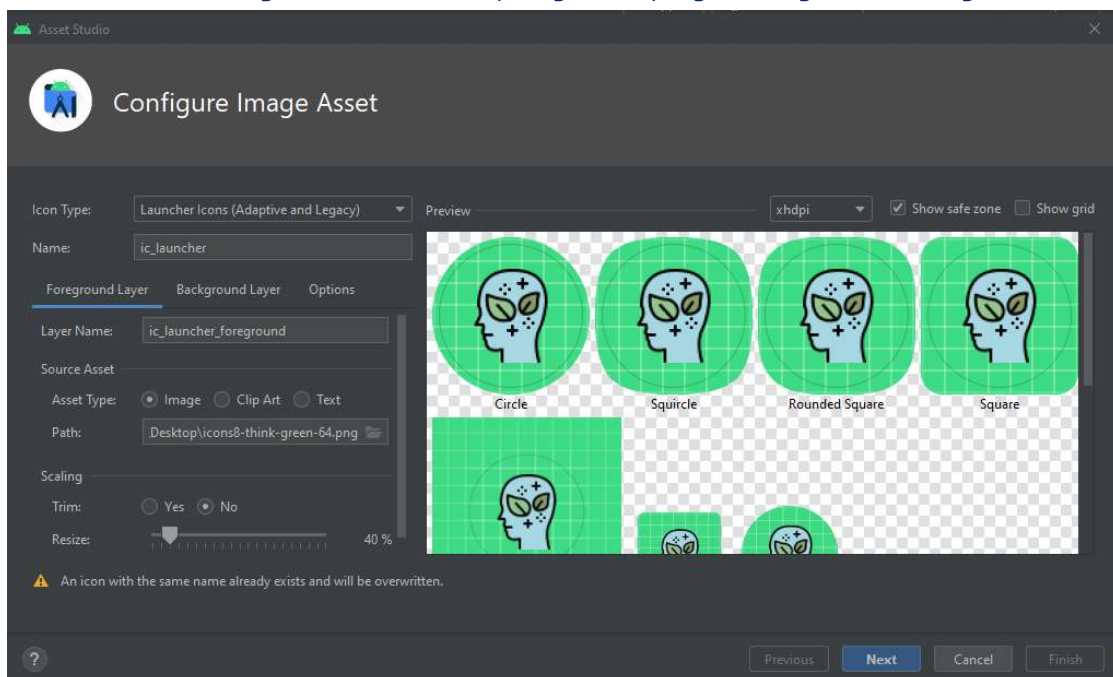 Asset Studio
Configure Image Asset
Icon Type: Launcher Icons (Adaptive and Legacy)
Preview xhdpi Show safe zone Show grid
Name: ic_launcher
Foreground Layer Background Layer Options
Layer Name: ic_launcher_foreground
Source Asset
Asset Type: Image Clip Art Text
Path: Desktop\icons8-think-green-64.png
Scaling
Trim: Yes No
Resize: 40 %
Circle Squircle Rounded Square Square
An icon with the same name already exists and will be overwritten.
? Previous Next Cancel Finish